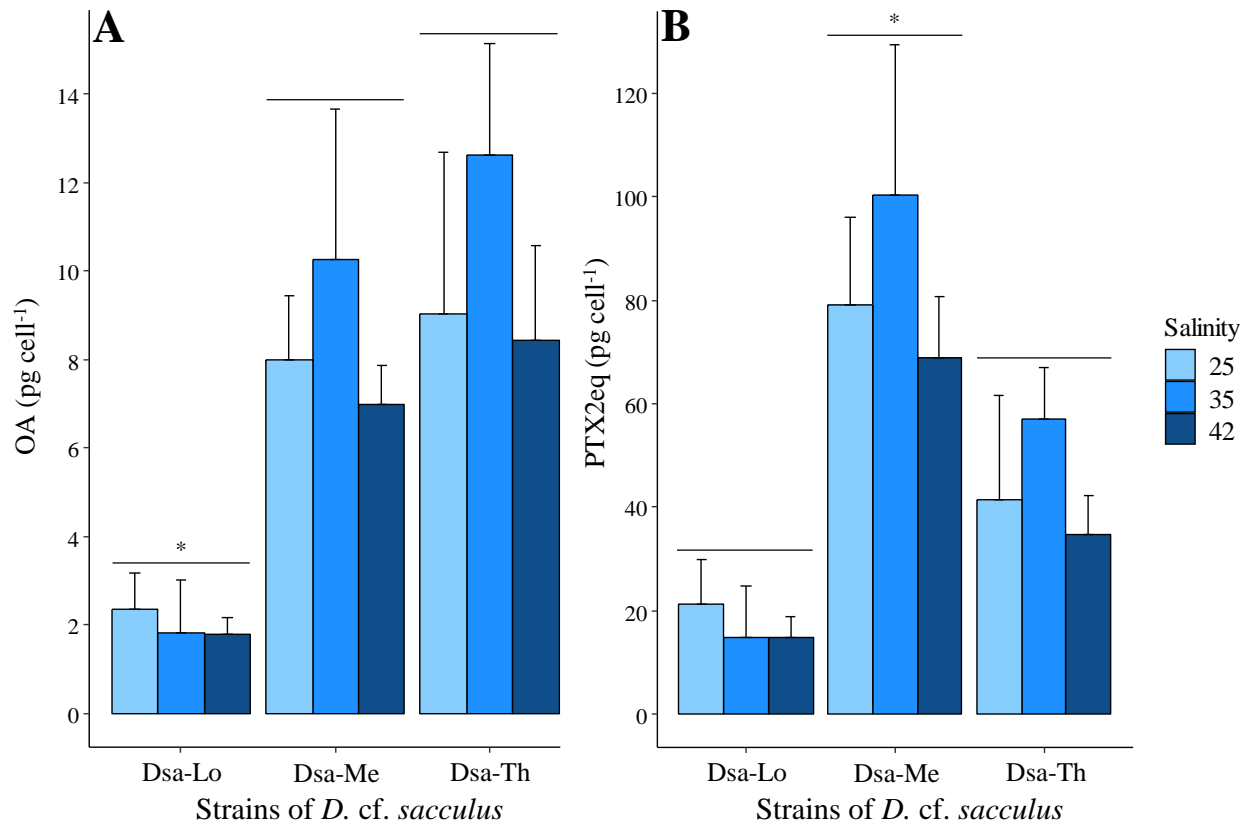 A
OA (pg cell⁻¹)
14
12
10
8
6
4
2
0
*
Dsa-Lo Dsa-Me Dsa-Th
Strains of D. cf. sacculus
B
PTX2eq (pg cell⁻¹)
120
100
80
60
40
20
0
*
Dsa-Lo Dsa-Me Dsa-Th
Strains of D. cf. sacculus
Salinity
25
35
42